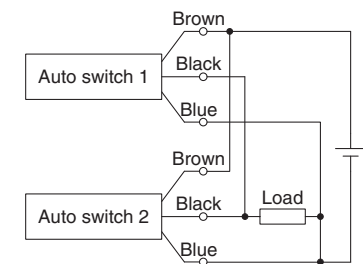 Brown
Auto switch 1
Black
Blue
Brown
Auto switch 2
Black
Load
Blue